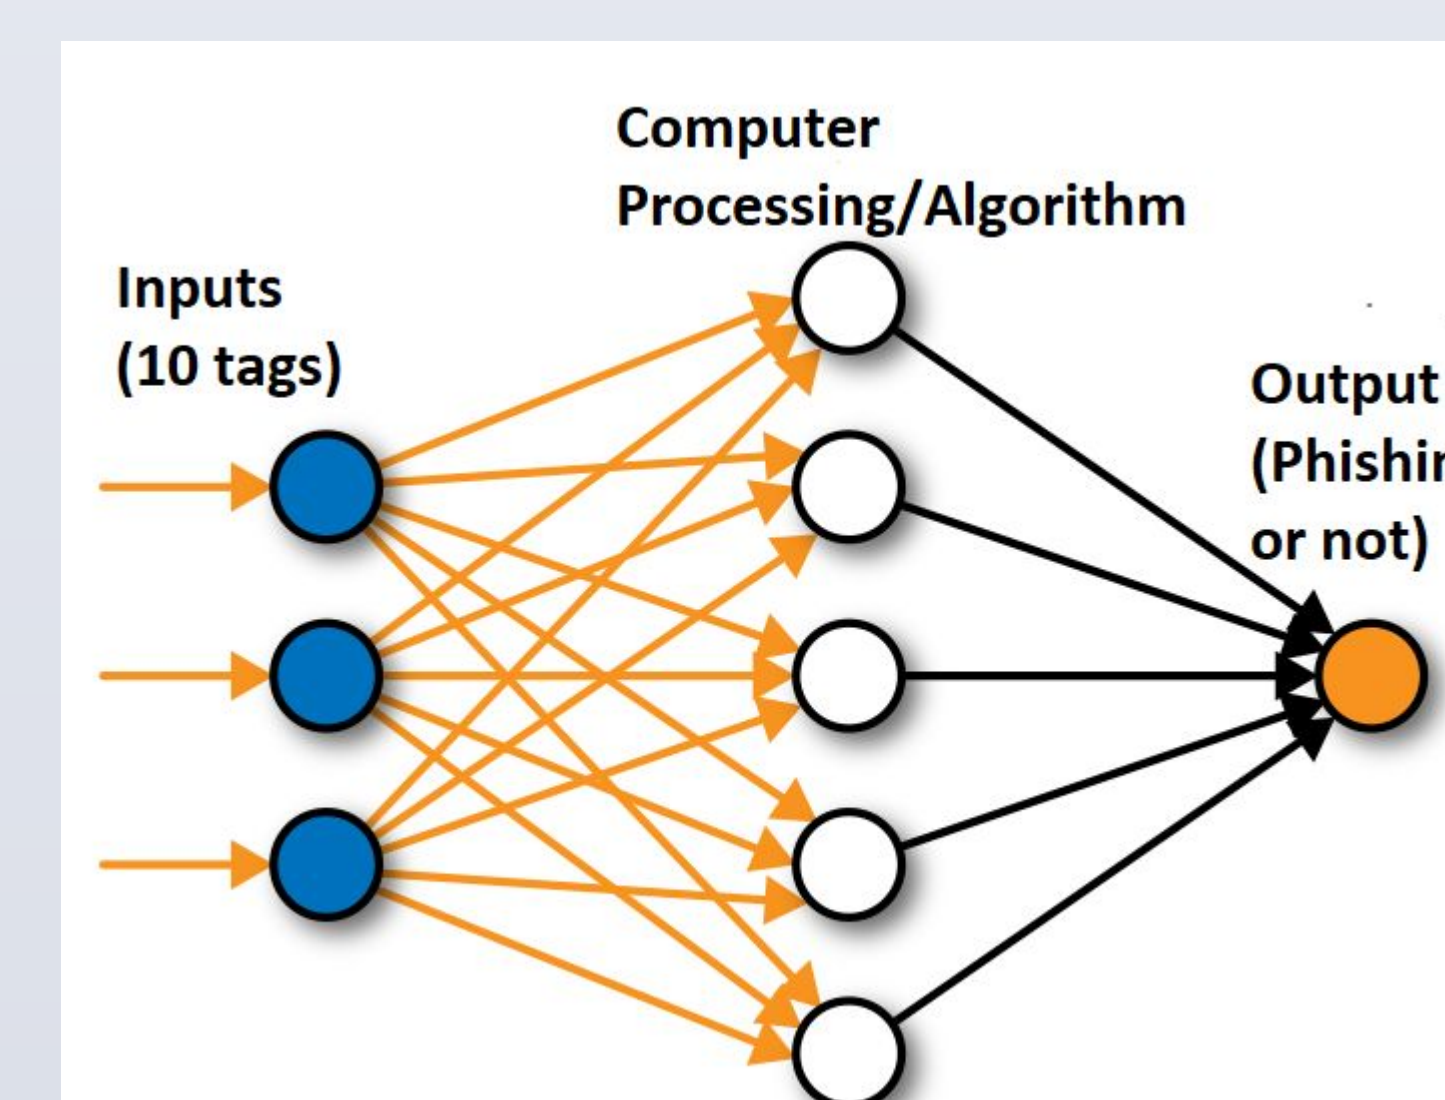 Computer
Processing/Algorithm
Inputs
(10 tags)
Output
or not)